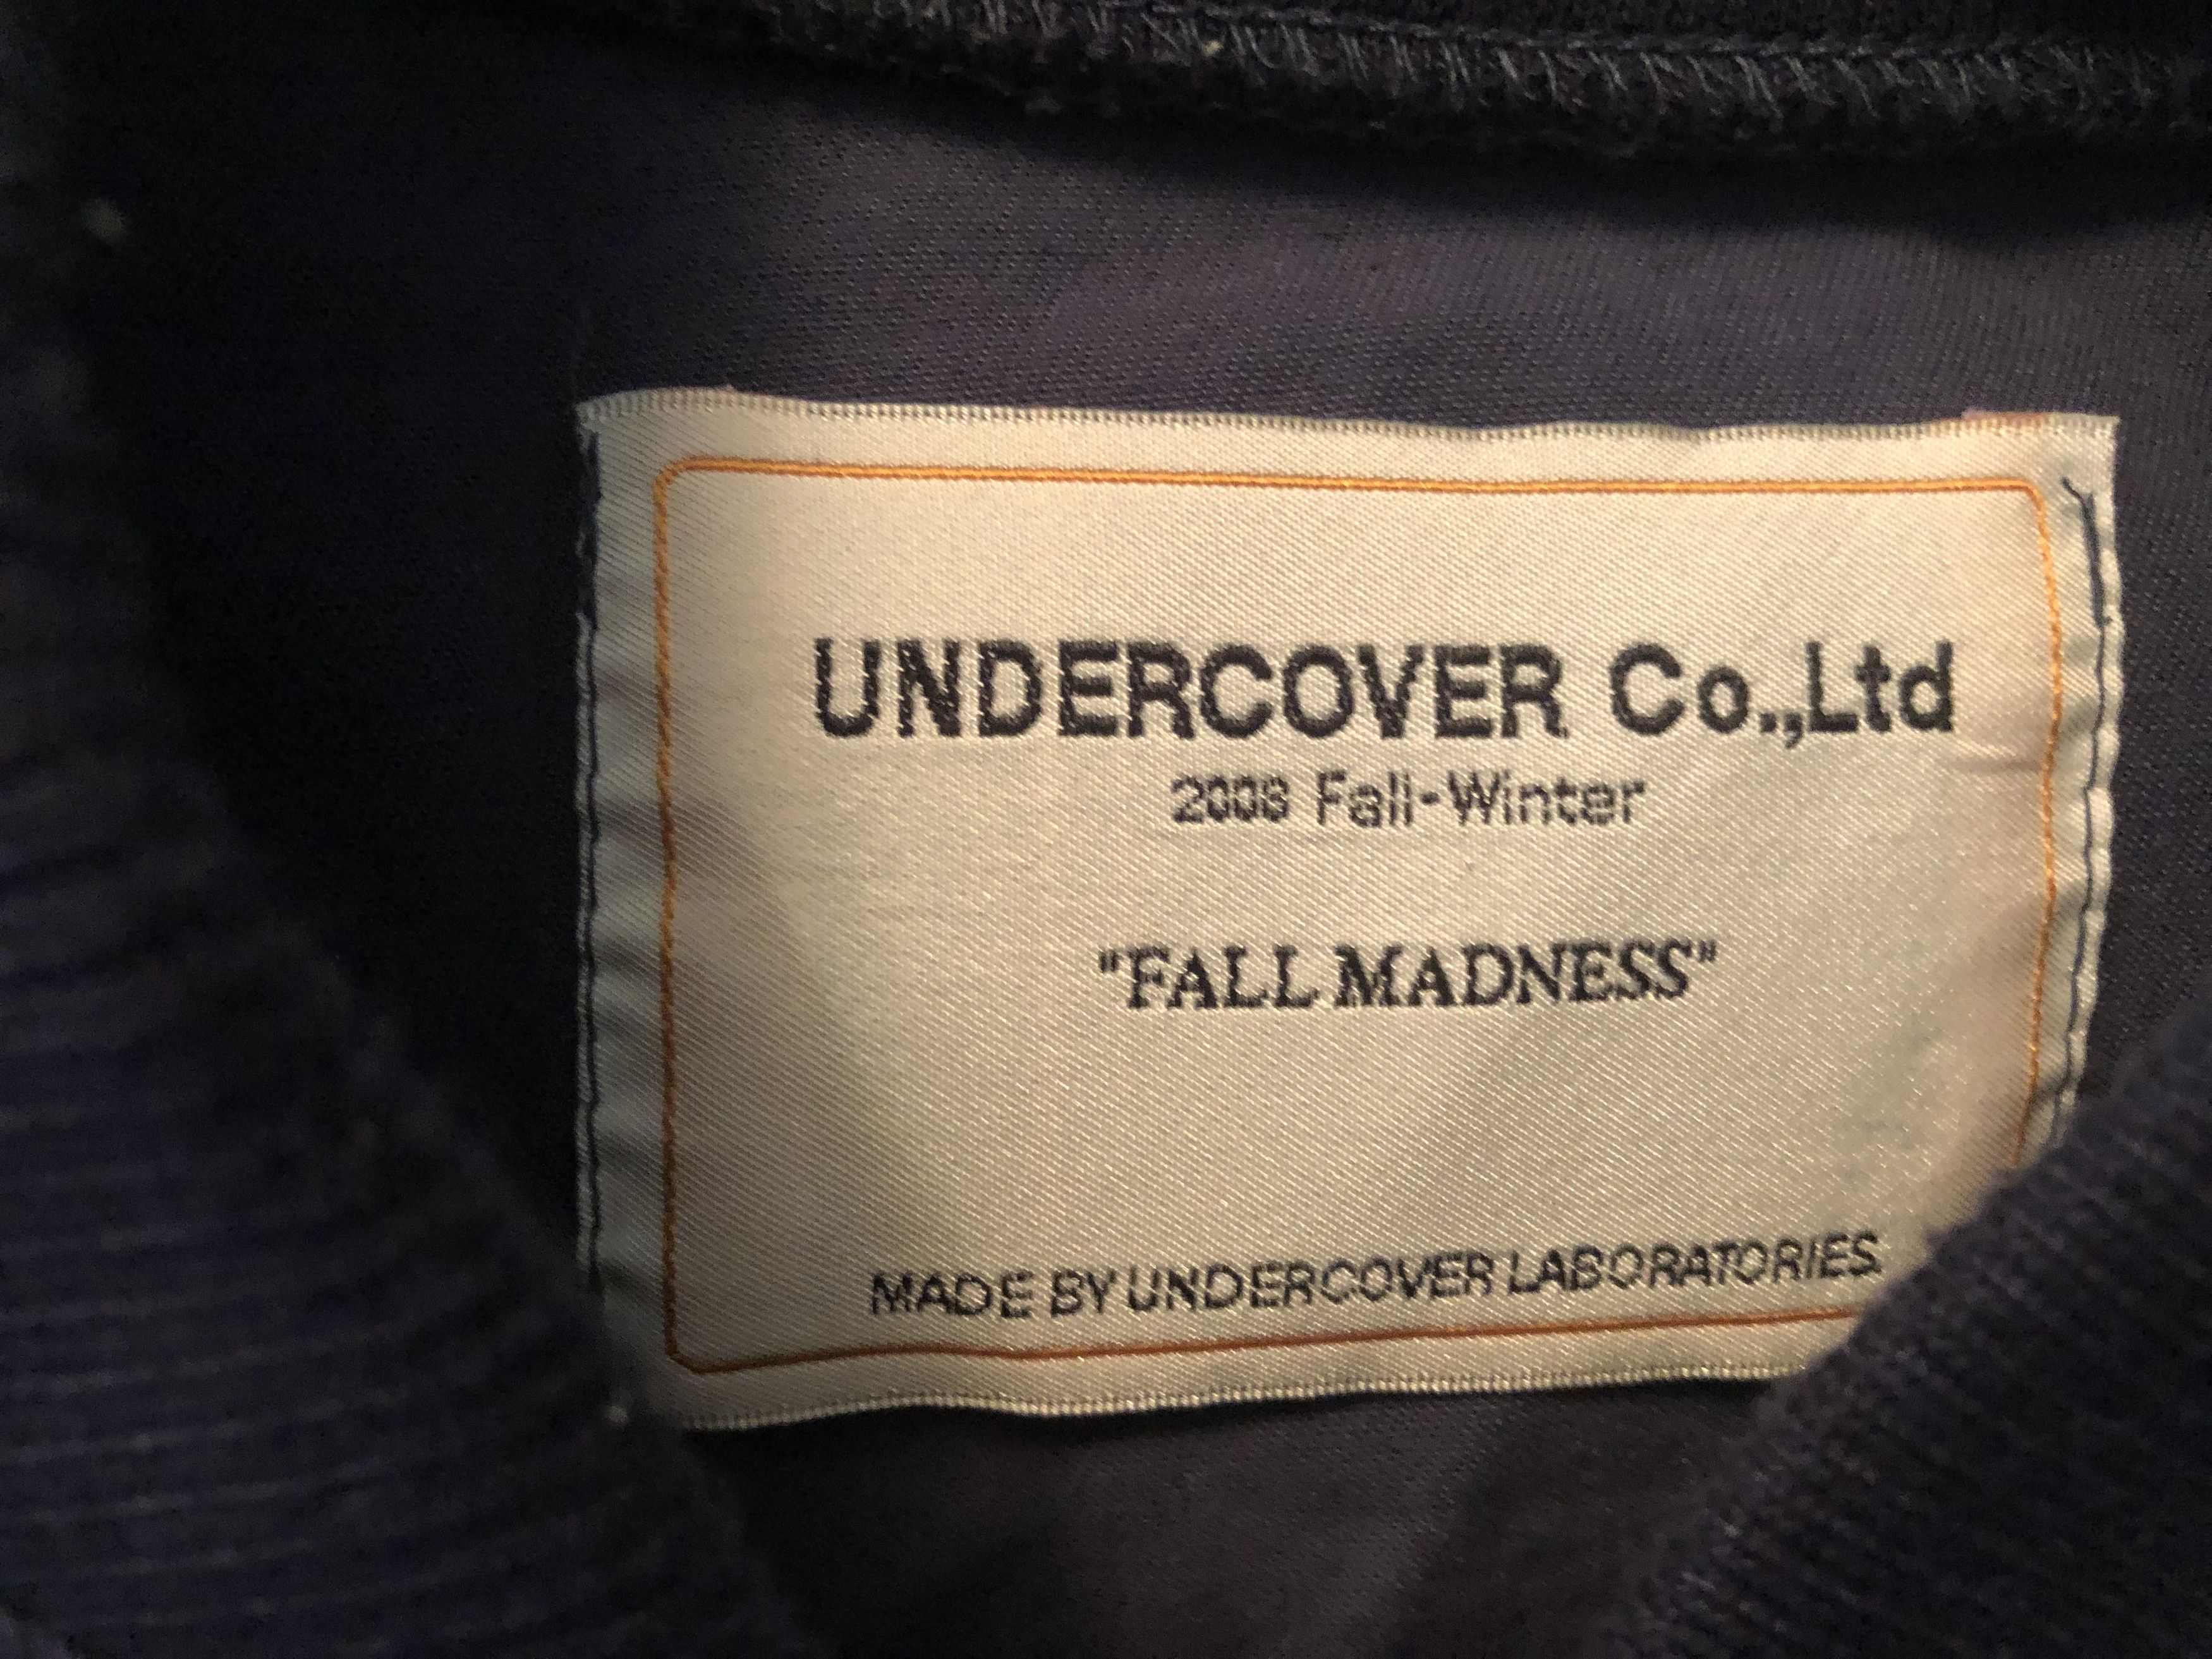 UNDERCOVER Co.,Ltd
2008 Fall-Winter
"FALL MADNESS"
MADE BY UNDERCOVER LABORATORIES.